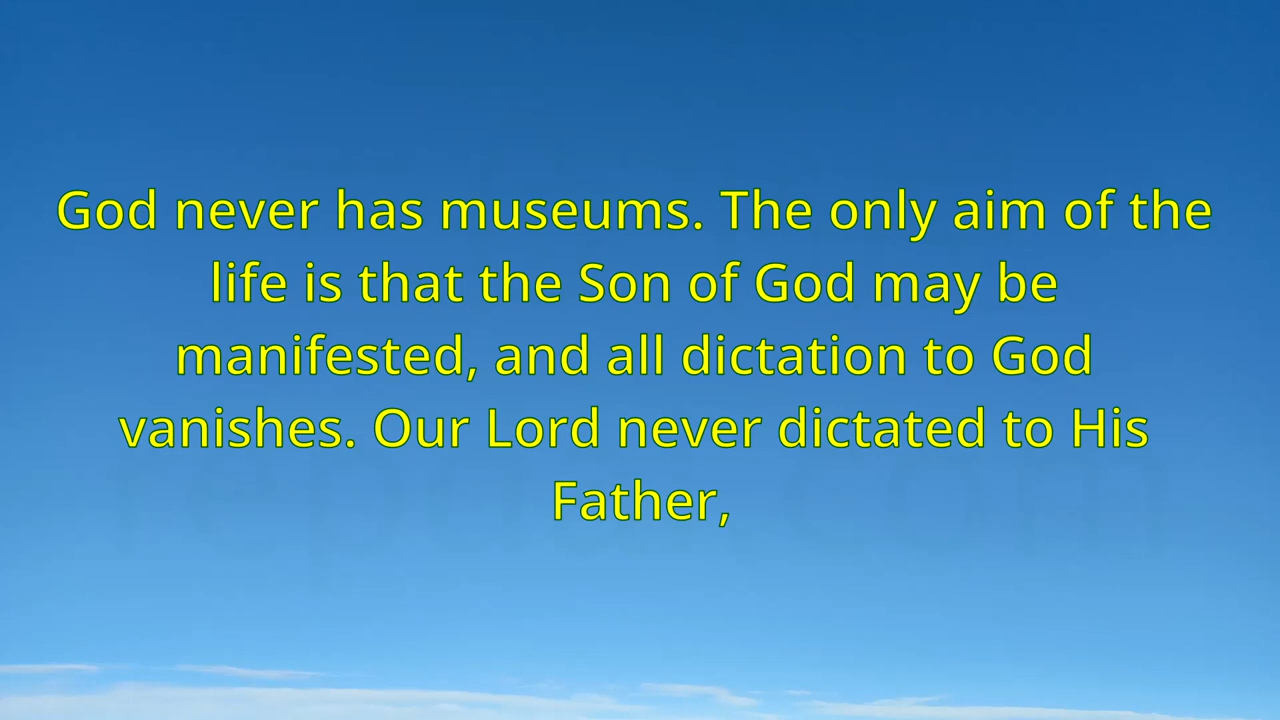 God never has museums. The only aim of the
life is that the Son of God may be
manifested, and all dictation to God
vanishes. Our Lord never dictated to His
Father,